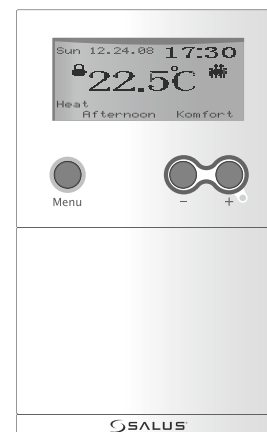 Sun 12.24.08 17:30
22.5°C
Heat
Afternoon Komfort
Menu - +
SALUS